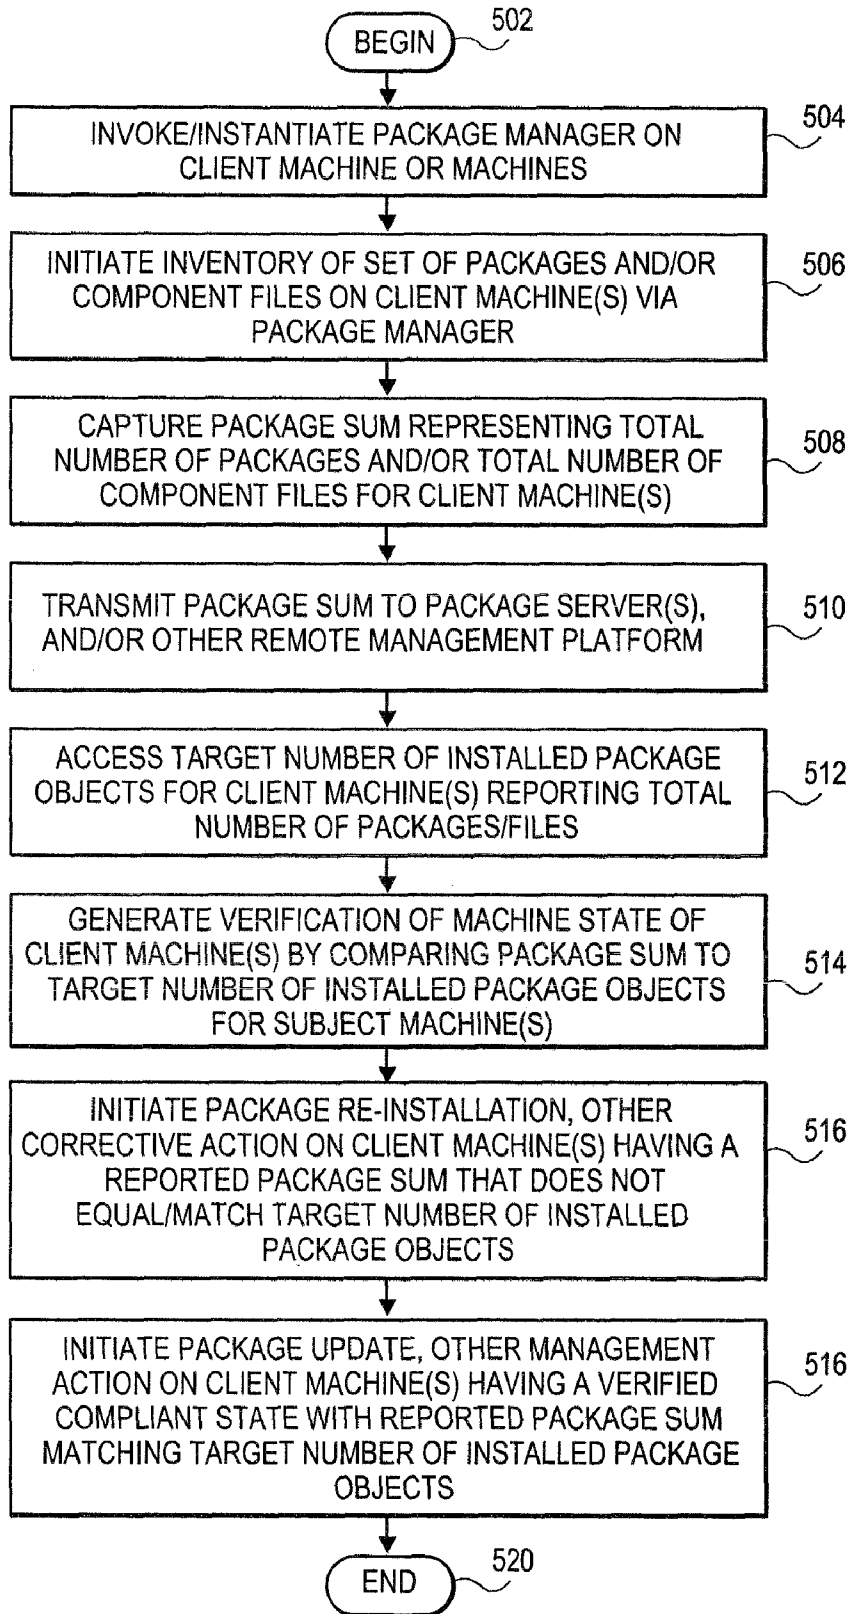 BEGIN
502
INVOKE/INSTANTIATE PACKAGE MANAGER ON
CLIENT MACHINE OR MACHINES
504
INITIATE INVENTORY OF SET OF PACKAGES AND/OR
COMPONENT FILES ON CLIENT MACHINE(S) VIA
PACKAGE MANAGER
506
CAPTURE PACKAGE SUM REPRESENTING TOTAL
NUMBER OF PACKAGES AND/OR TOTAL NUMBER OF
COMPONENT FILES FOR CLIENT MACHINE(S)
508
TRANSMIT PACKAGE SUM TO PACKAGE SERVER(S),
AND/OR OTHER REMOTE MANAGEMENT PLATFORM
510
ACCESS TARGET NUMBER OF INSTALLED PACKAGE
OBJECTS FOR CLIENT MACHINE(S) REPORTING TOTAL
NUMBER OF PACKAGES/FILES
512
GENERATE VERIFICATION OF MACHINE STATE OF
CLIENT MACHINE(S) BY COMPARING PACKAGE SUM TO
TARGET NUMBER OF INSTALLED PACKAGE OBJECTS
FOR SUBJECT MACHINE(S)
514
INITIATE PACKAGE RE-INSTALLATION, OTHER
CORRECTIVE ACTION ON CLIENT MACHINE(S) HAVING A
REPORTED PACKAGE SUM THAT DOES NOT
EQUAL/MATCH TARGET NUMBER OF INSTALLED
PACKAGE OBJECTS
516
INITIATE PACKAGE UPDATE, OTHER MANAGEMENT
ACTION ON CLIENT MACHINE(S) HAVING A VERIFIED
COMPLIANT STATE WITH REPORTED PACKAGE SUM
MATCHING TARGET NUMBER OF INSTALLED PACKAGE
OBJECTS
516
END
520